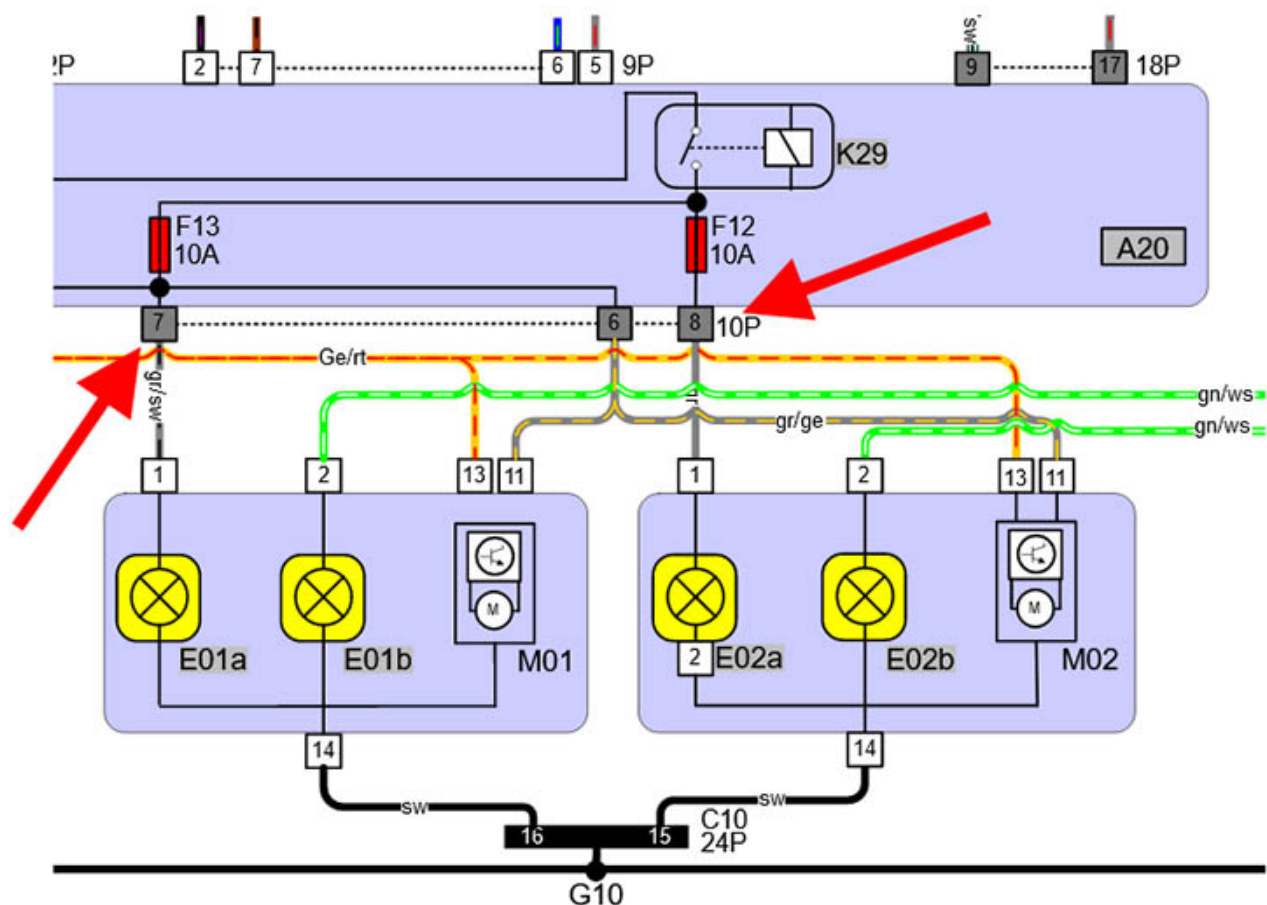 'sw
2P
2
7
6
5
9P
9
17
18P
K29
F13
10A
F12
10A
A20
7
6
8
10P
Ge/rt
gr/sw
gn/ws
gr/ge
gn/ws
1
2
13
11
1
2
13
11
M
M
E01a
E01b
M01
2
E02a
E02b
M02
14
14
sw
sw
C10
16
15
24P
G10